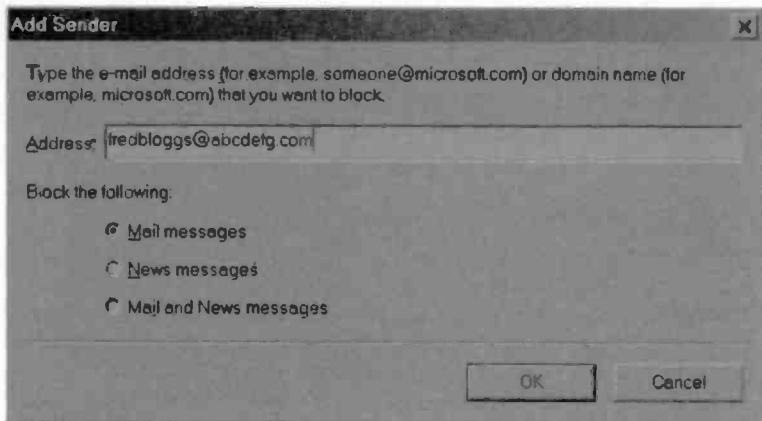 Add Sender
Type the e-mail address (for example, someone@microsoft.com) or domain name (for
example, microsoft.com) that you want to block.
Address: fredbloggs@abcdefg.com
Block the following:
Mail messages
News messages
Mail and News messages
OK Cancel